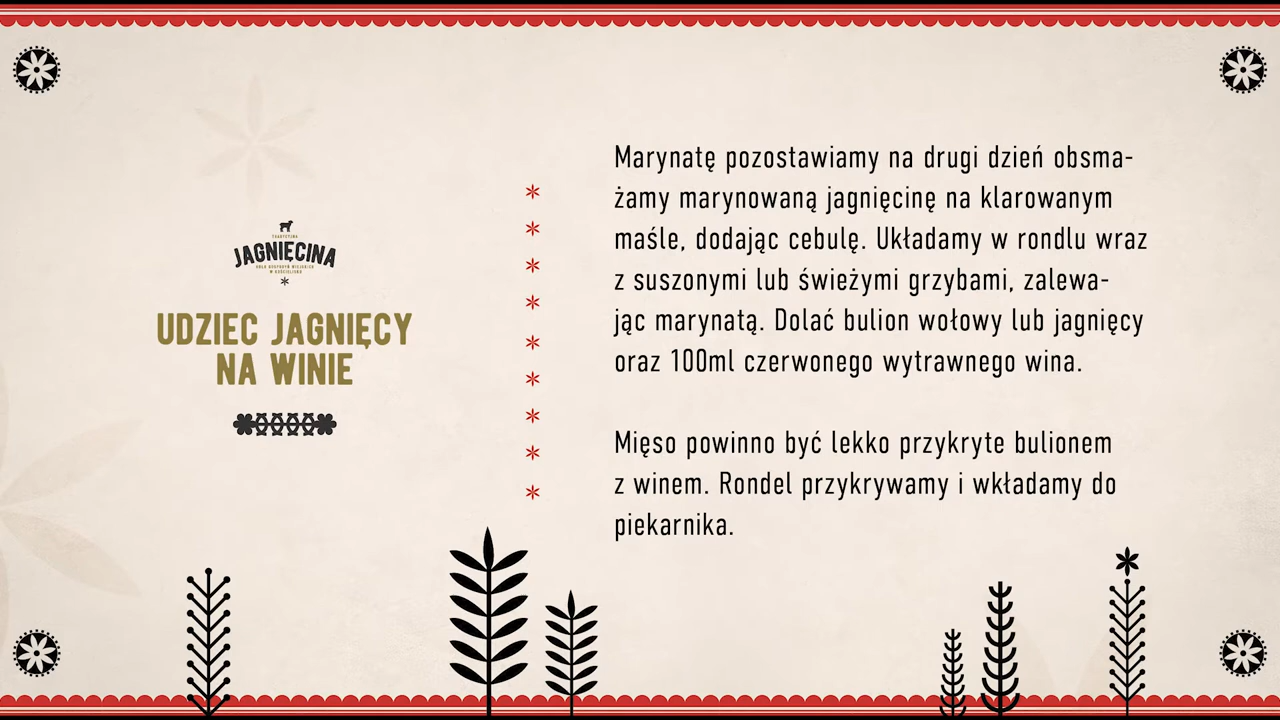 TRADYCYJNA
JAGNIĘCINA
W KOŚCIELISKU
UDZIEC JAGNIĘCY
NA WINIE
Marynatę pozostawiamy na drugi dzień obsma-
żamy marynowaną jagnięcinę na klarowanym
maśle, dodając cebulę. Układamy w rondlu wraz
z suszonymi lub świeżymi grzybami, zalewa-
jąc marynatą. Dolać bulion wołowy lub jagnięcy
oraz 100ml czerwonego wytrawnego wina.
Mięso powinno być lekko przykryte bulionem
z winem. Rondel przykrywamy i wkładamy do
piekarnika.